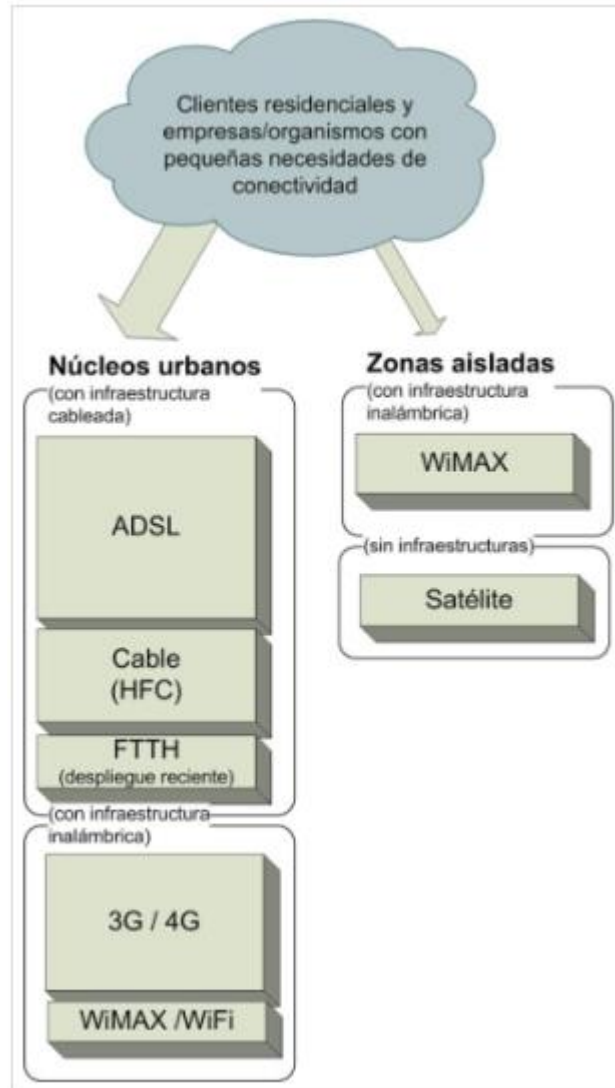 Clientes residenciales y
empresas/organismos con
pequeñas necesidades de
conectividad
Núcleos urbanos
(con infraestructura
cableada)
ADSL
Cable
(HFC)
FTTH
(despliegue reciente)
(con infraestructura
inalámbrica)
3G / 4G
WiMAX /WiFi
Zonas aisladas
(con infraestructura
inalámbrica)
WiMAX
(sin infraestructuras)
Satélite